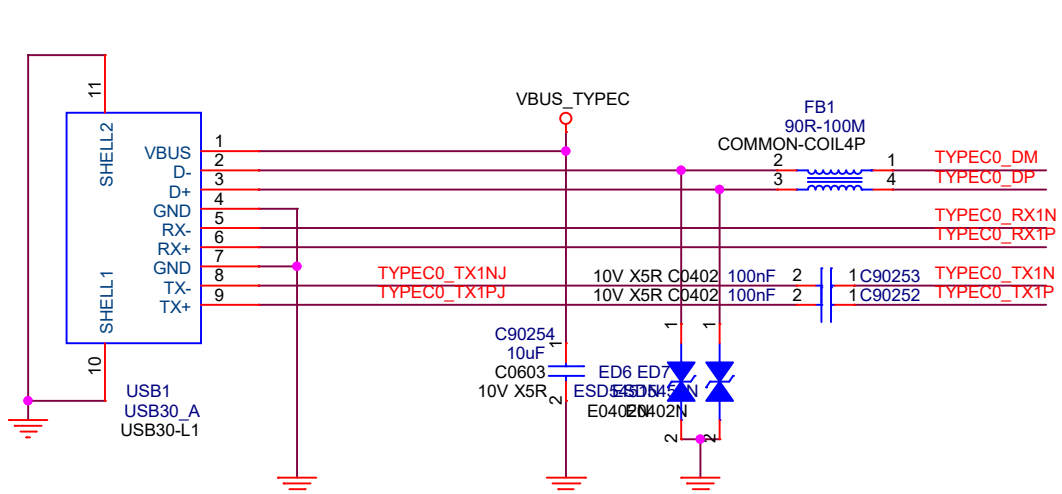 11
SHELL2
VBUS 1
D- 2
D+ 3
GND 4
RX- 5
RX+ 6
GND 7
TX- 8
TX+ 9
SHELL1
10
USB1
USB30_A
USB30-L1
VBUS_TYPEC
FB1
90R-100M
COMMON-COIL4P
2 1 TYPEC0_DM
3 4 TYPEC0_DP
TYPEC0_RX1N
TYPEC0_RX1P
TYPEC0_TX1NJ 10V X5R C0402 100nF 2 1 C90253 TYPEC0_TX1N
TYPEC0_TX1PJ 10V X5R C0402 100nF 2 1 C90252 TYPEC0_TX1P
C90254 1
10uF
C0603
10V X5R 2
1 1
ED6 ED7
2 2